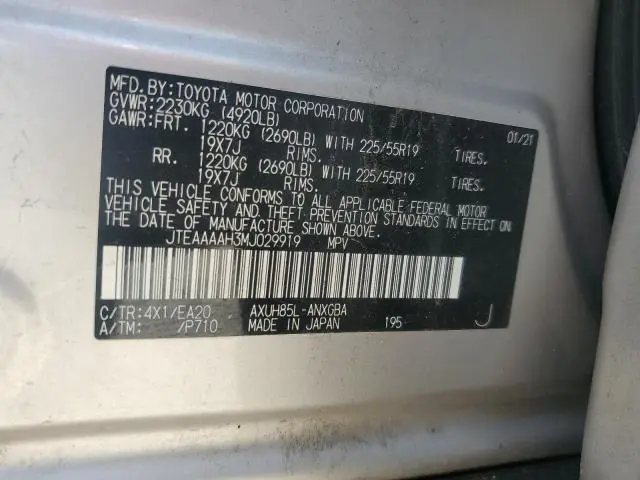 MFD. BY: TOYOTA MOTOR CORPORATION 01/21
GVWR: 2230KG (4920LB)
GAWR: FRT. 1220KG (2690LB) WITH 225/55R19 TIRES.
19X7J RIMS.
RR. 1220KG (2690LB) WITH 225/55R19 TIRES.
19X7J RIMS.
THIS VEHICLE CONFORMS TO ALL APPLICABLE FEDERAL MOTOR
VEHICLE SAFETY AND THEFT PREVENTION STANDARDS IN EFFECT ON
THE DATE OF MANUFACTURE SHOWN ABOVE.
JTEAAAAH3MJ029919 MPV
C/TR: 4X1/EA20 AXUH85L-ANXGBA
A/TM: /P710 MADE IN JAPAN 195 J